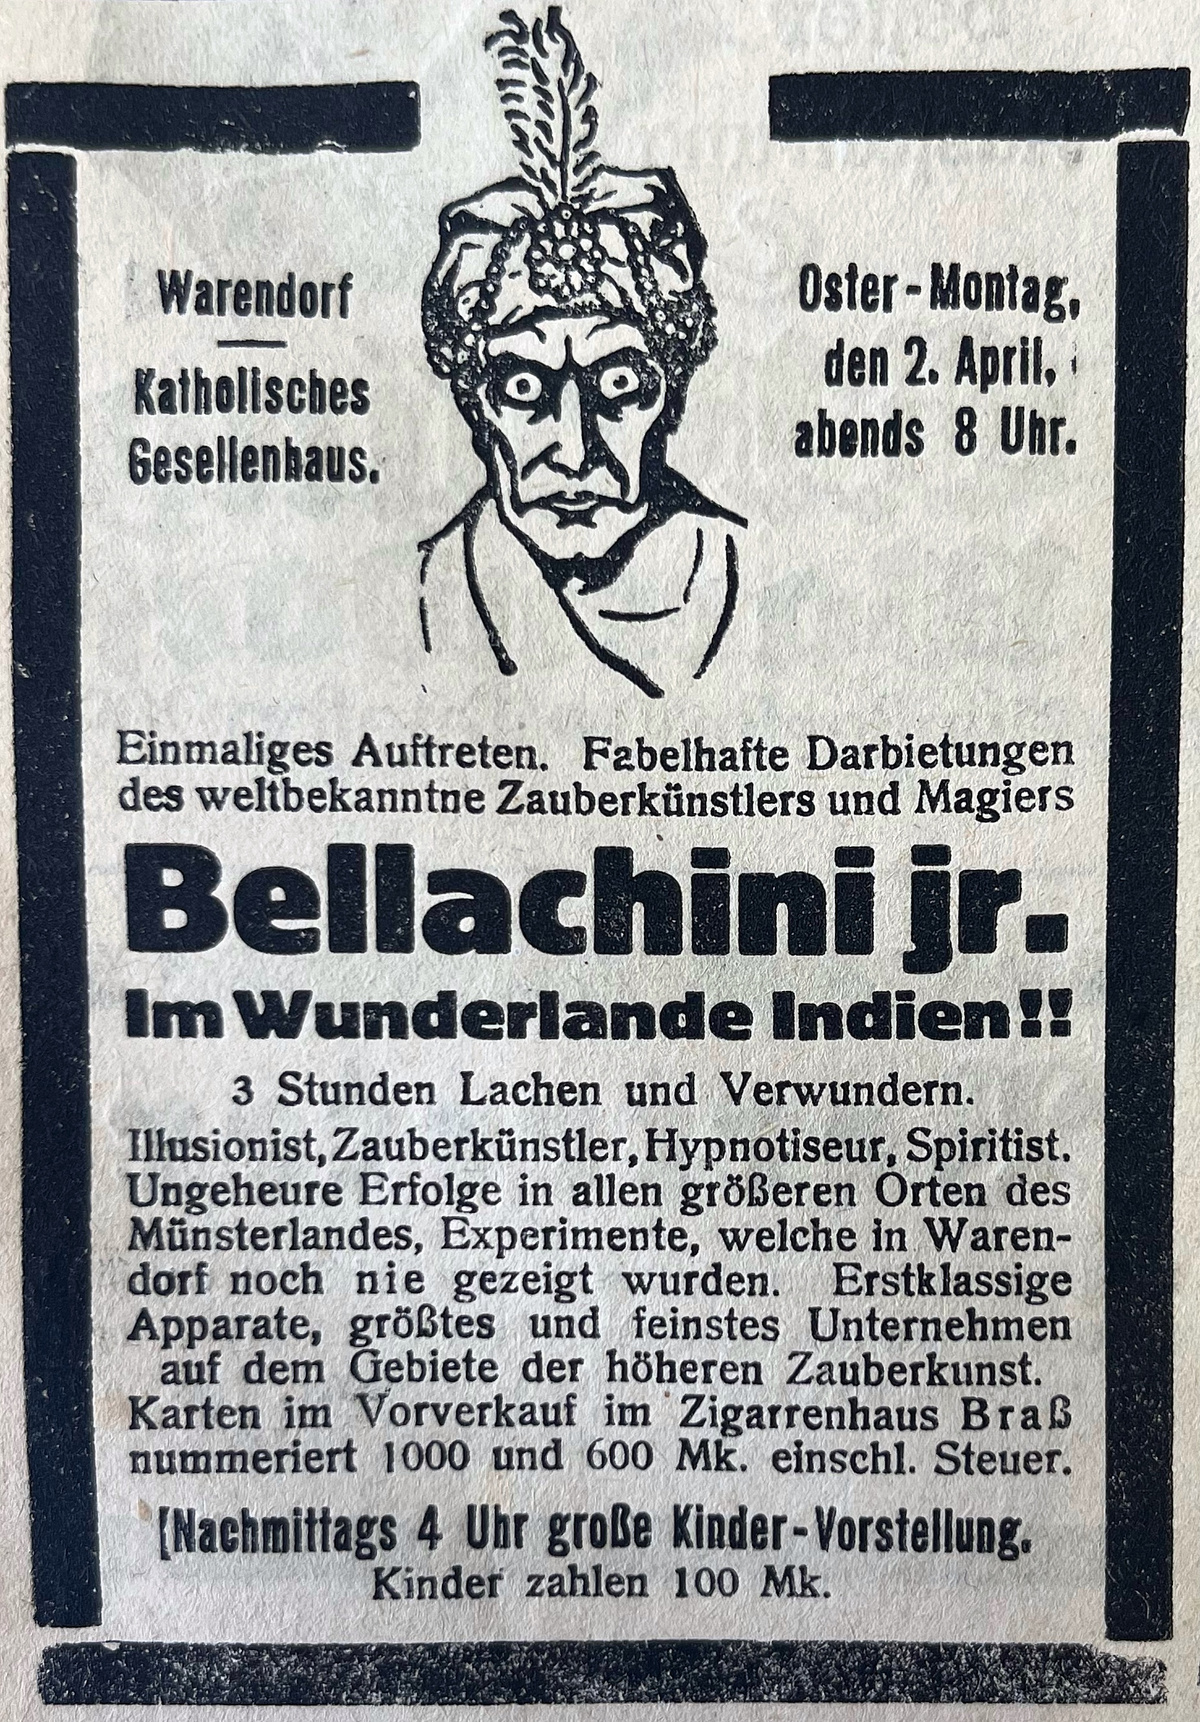 Warendorf
Katholisches
Gesellenhaus.
Oster-Montag,
den 2. April,
abends 8 Uhr.
Einmaliges Auftreten. Fabelhafte Darbietungen
des weltbekanntne Zauberkünstlers und Magiers
Bellachini jr.
Im Wunderlande Indien!!
3 Stunden Lachen und Verwundern.
Illusionist, Zauberkünstler, Hypnotiseur, Spiritist.
Ungeheure Erfolge in allen größeren Orten des
Münsterlandes, Experimente, welche in Waren-
dorf noch nie gezeigt wurden. Erstklassige
Apparate, größtes und feinstes Unternehmen
auf dem Gebiete der höheren Zauberkunst.
Karten im Vorverkauf im Zigarrenhaus Braß
nummeriert 1000 und 600 Mk. einschl. Steuer.
[Nachmittags 4 Uhr große Kinder-Vorstellung.
Kinder zahlen 100 Mk.